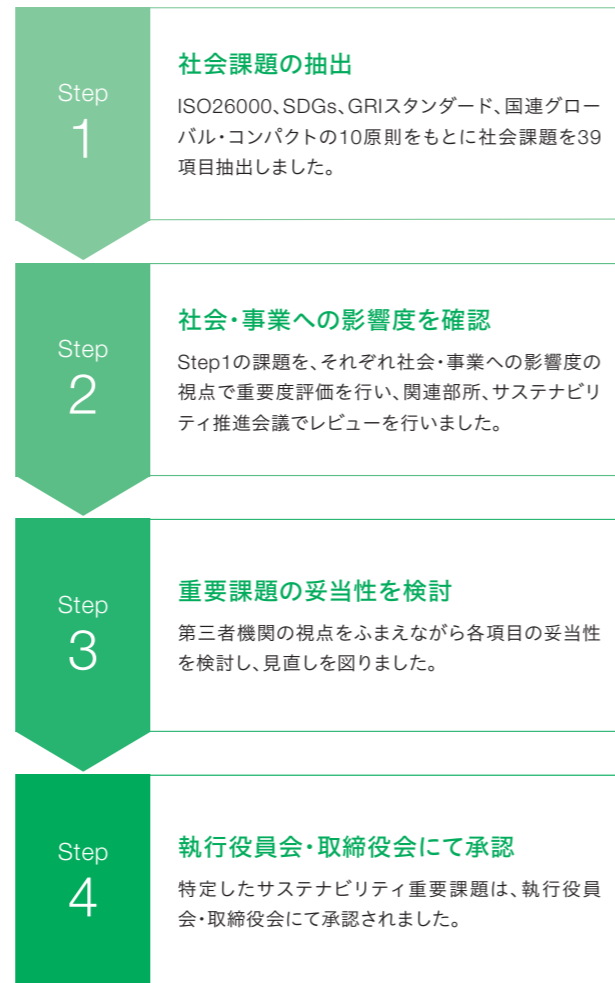 Step
1
社会課題の抽出
ISO26000、SDGs、GRIスタンダード、国連グロー
バル・コンパクトの10原則をもとに社会課題を39
項目抽出しました。
Step
2
社会・事業への影響度を確認
Step1の課題を、それぞれ社会・事業への影響度の
視点で重要度評価を行い、関連部所、サステナビリ
ティ推進会議でレビューを行いました。
Step
3
重要課題の妥当性を検討
第三者機関の視点をふまえながら各項目の妥当性
を検討し、見直しを図りました。
Step
4
執行役員会・取締役会にて承認
特定したサステナビリティ重要課題は、執行役員
会・取締役会にて承認されました。